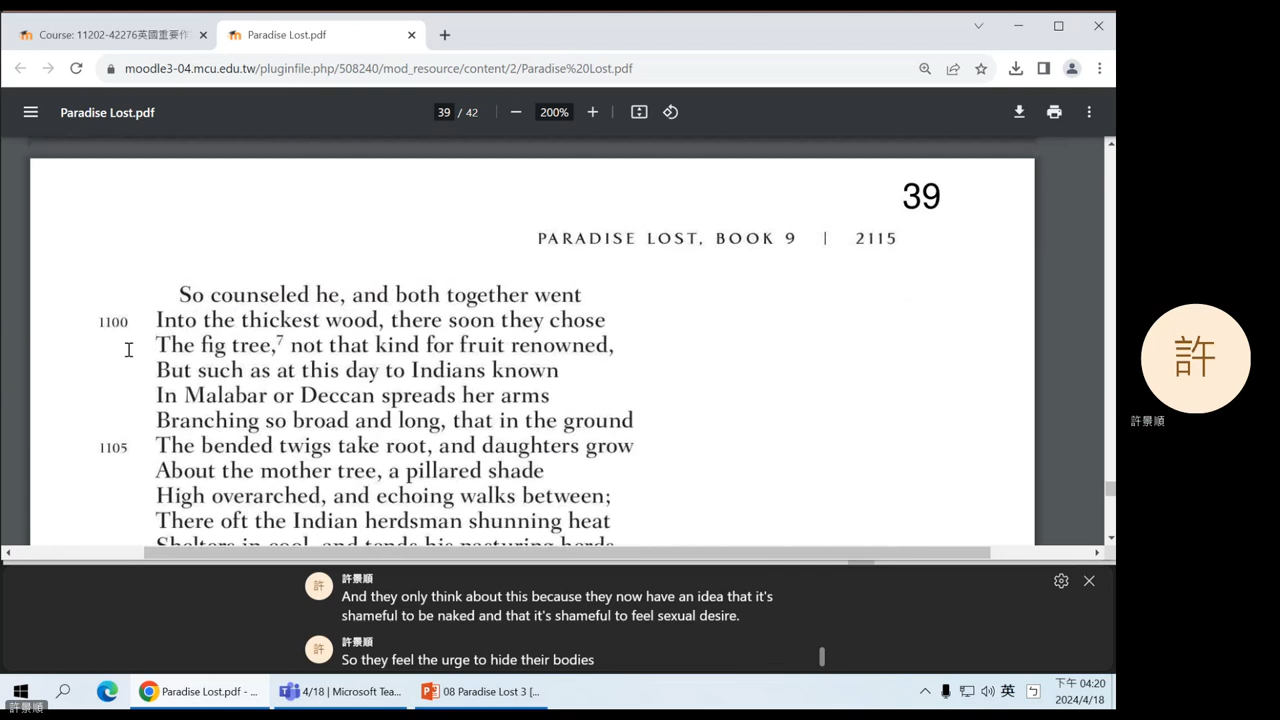 Course: 11202-42276英國重要作
Paradise Lost.pdf
moodle3-04.mcu.edu.tw/pluginfile.php/508240/mod_resource/content/2/Paradise%20Lost.pdf
Paradise Lost.pdf
39 / 42
200%
39
PARADISE LOST, BOOK 9 | 2115
So counseled he, and both together went
1100 Into the thickest wood, there soon they chose
The fig tree,7 not that kind for fruit renowned,
But such as at this day to Indians known
In Malabar or Deccan spreads her arms
Branching so broad and long, that in the ground
1105 The bended twigs take root, and daughters grow
About the mother tree, a pillared shade
High overarched, and echoing walks between;
There oft the Indian herdsman shunning heat
Shelters in cool, and tends his pasturing herds
許
許景順
許
許景順
And they only think about this because they now have an idea that it's
shameful to be naked and that it's shameful to feel sexual desire.
許
許景順
So they feel the urge to hide their bodies
Paradise Lost.pdf - ...
4/18 | Microsoft Tea...
08 Paradise Lost 3 [...
英
ㄅ
下午 04:20
2024/4/18
許景順